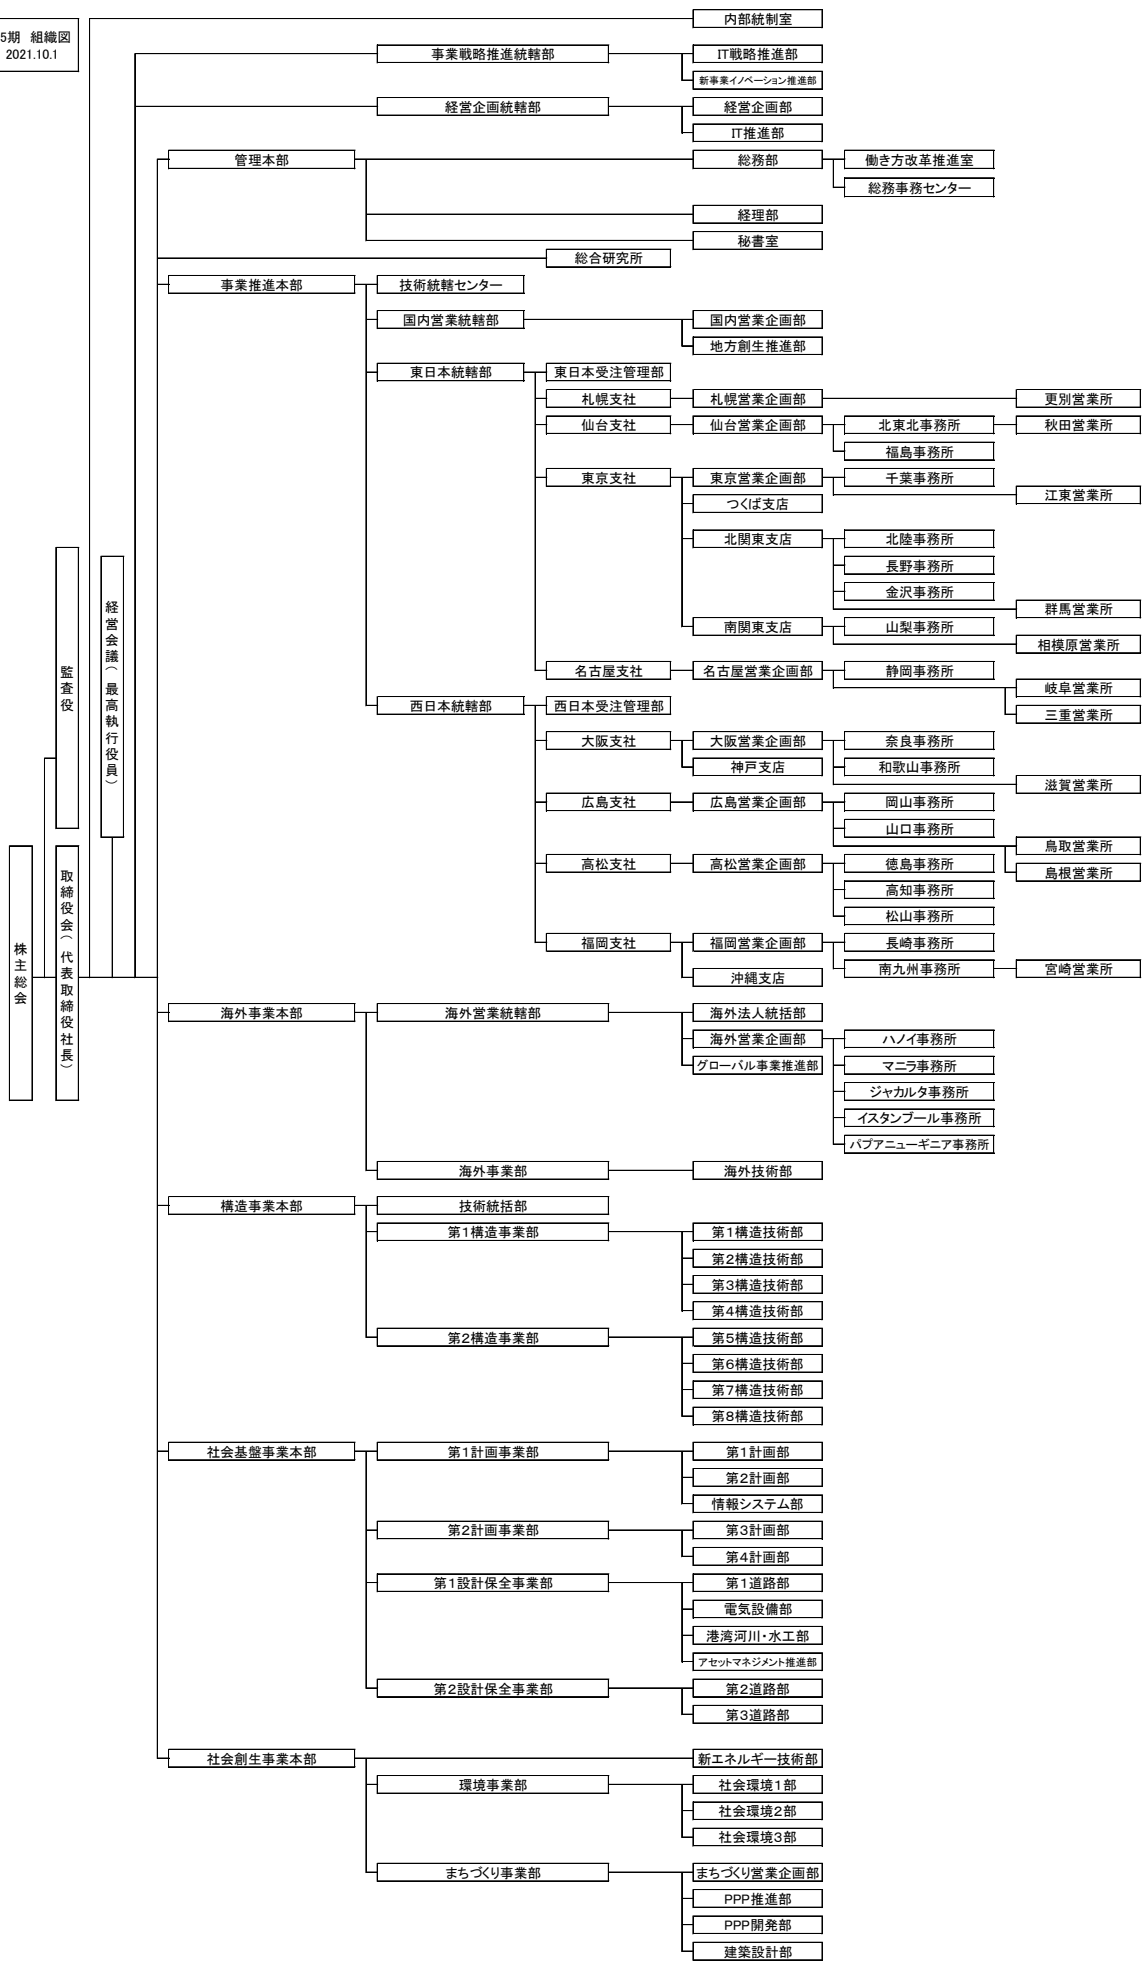 5期 組織図
2021.10.1
内部統制室
事業戦略推進統轄部
IT戦略推進部
新事業イノベーション推進部
経営企画統轄部
経営企画部
IT推進部
管理本部
総務部
働き方改革推進室
総務事務センター
経理部
秘書室
総合研究所
事業推進本部
技術統轄センター
国内営業統轄部
国内営業企画部
地方創生推進部
東日本統轄部
東日本受注管理部
札幌支社
札幌営業企画部
更別営業所
仙台支社
仙台営業企画部
北東北事務所
秋田営業所
福島事務所
東京支社
東京営業企画部
千葉事務所
江東営業所
つくば支店
北関東支店
北陸事務所
長野事務所
金沢事務所
群馬営業所
南関東支店
山梨事務所
相模原営業所
名古屋支社
名古屋営業企画部
静岡事務所
岐阜営業所
三重営業所
西日本統轄部
西日本受注管理部
大阪支社
大阪営業企画部
奈良事務所
神戸支店
和歌山事務所
滋賀営業所
広島支社
広島営業企画部
岡山事務所
山口事務所
鳥取営業所
島根営業所
高松支社
高松営業企画部
徳島事務所
高知事務所
松山事務所
福岡支社
福岡営業企画部
長崎事務所
南九州事務所
宮崎営業所
沖縄支店
株主総会
監査役
取締役会(代表取締役社長)
経営会議(最高執行役員)
海外事業本部
海外営業統轄部
海外法人統括部
海外営業企画部
ハノイ事務所
グローバル事業推進部
マニラ事務所
ジャカルタ事務所
イスタンブール事務所
パプアニューギニア事務所
海外事業部
海外技術部
構造事業本部
技術統括部
第1構造事業部
第1構造技術部
第2構造技術部
第3構造技術部
第4構造技術部
第2構造事業部
第5構造技術部
第6構造技術部
第7構造技術部
第8構造技術部
社会基盤事業本部
第1計画事業部
第1計画部
第2計画部
情報システム部
第2計画事業部
第3計画部
第4計画部
第1設計保全事業部
第1道路部
電気設備部
港湾河川・水工部
アセットマネジメント推進部
第2設計保全事業部
第2道路部
第3道路部
社会創生事業本部
新エネルギー技術部
環境事業部
社会環境1部
社会環境2部
社会環境3部
まちづくり事業部
まちづくり営業企画部
PPP推進部
PPP開発部
建築設計部